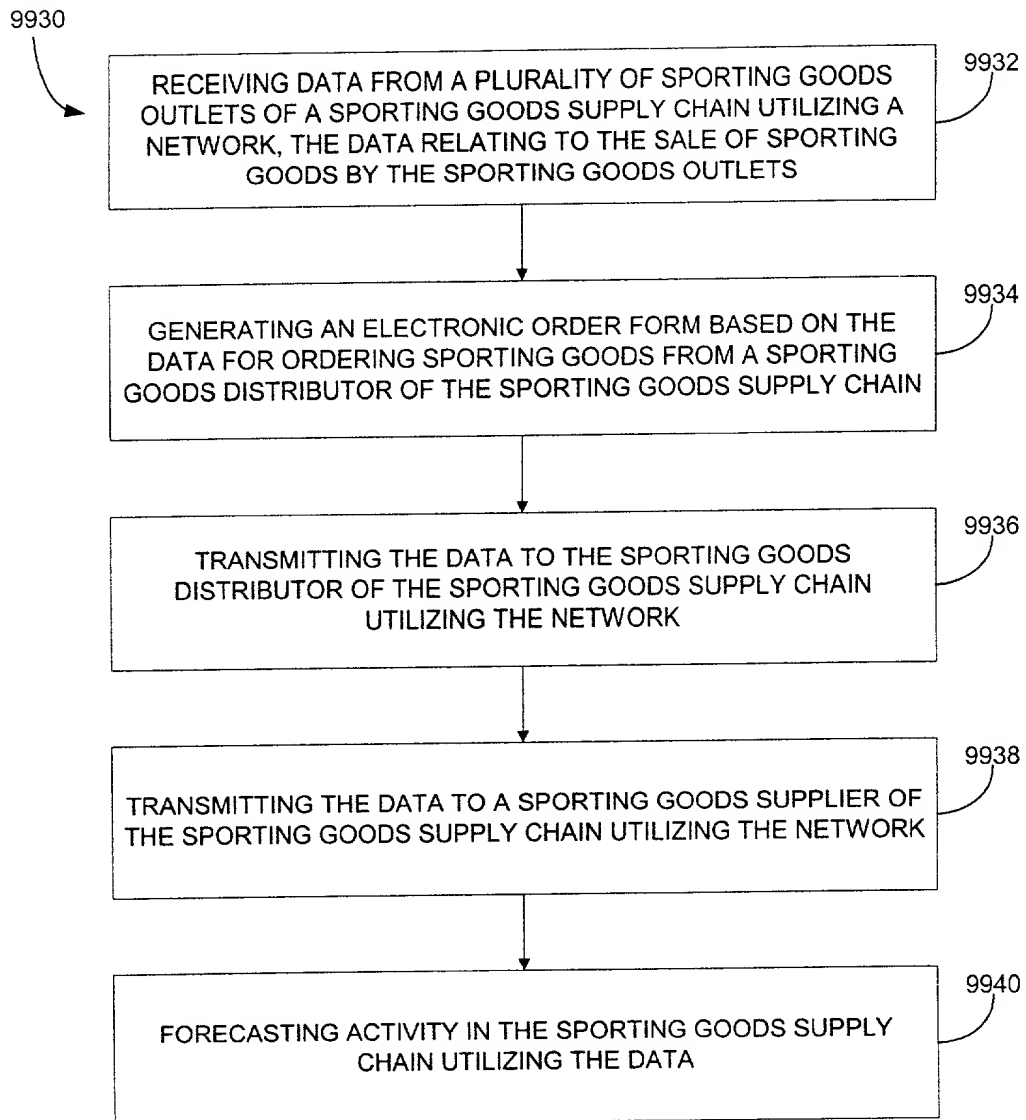 9930
9932
RECEIVING DATA FROM A PLURALITY OF SPORTING GOODS
OUTLETS OF A SPORTING GOODS SUPPLY CHAIN UTILIZING A
NETWORK, THE DATA RELATING TO THE SALE OF SPORTING
GOODS BY THE SPORTING GOODS OUTLETS
9934
GENERATING AN ELECTRONIC ORDER FORM BASED ON THE
DATA FOR ORDERING SPORTING GOODS FROM A SPORTING
GOODS DISTRIBUTOR OF THE SPORTING GOODS SUPPLY CHAIN
9936
TRANSMITTING THE DATA TO THE SPORTING GOODS
DISTRIBUTOR OF THE SPORTING GOODS SUPPLY CHAIN
UTILIZING THE NETWORK
9938
TRANSMITTING THE DATA TO A SPORTING GOODS SUPPLIER OF
THE SPORTING GOODS SUPPLY CHAIN UTILIZING THE NETWORK
9940
FORECASTING ACTIVITY IN THE SPORTING GOODS SUPPLY
CHAIN UTILIZING THE DATA